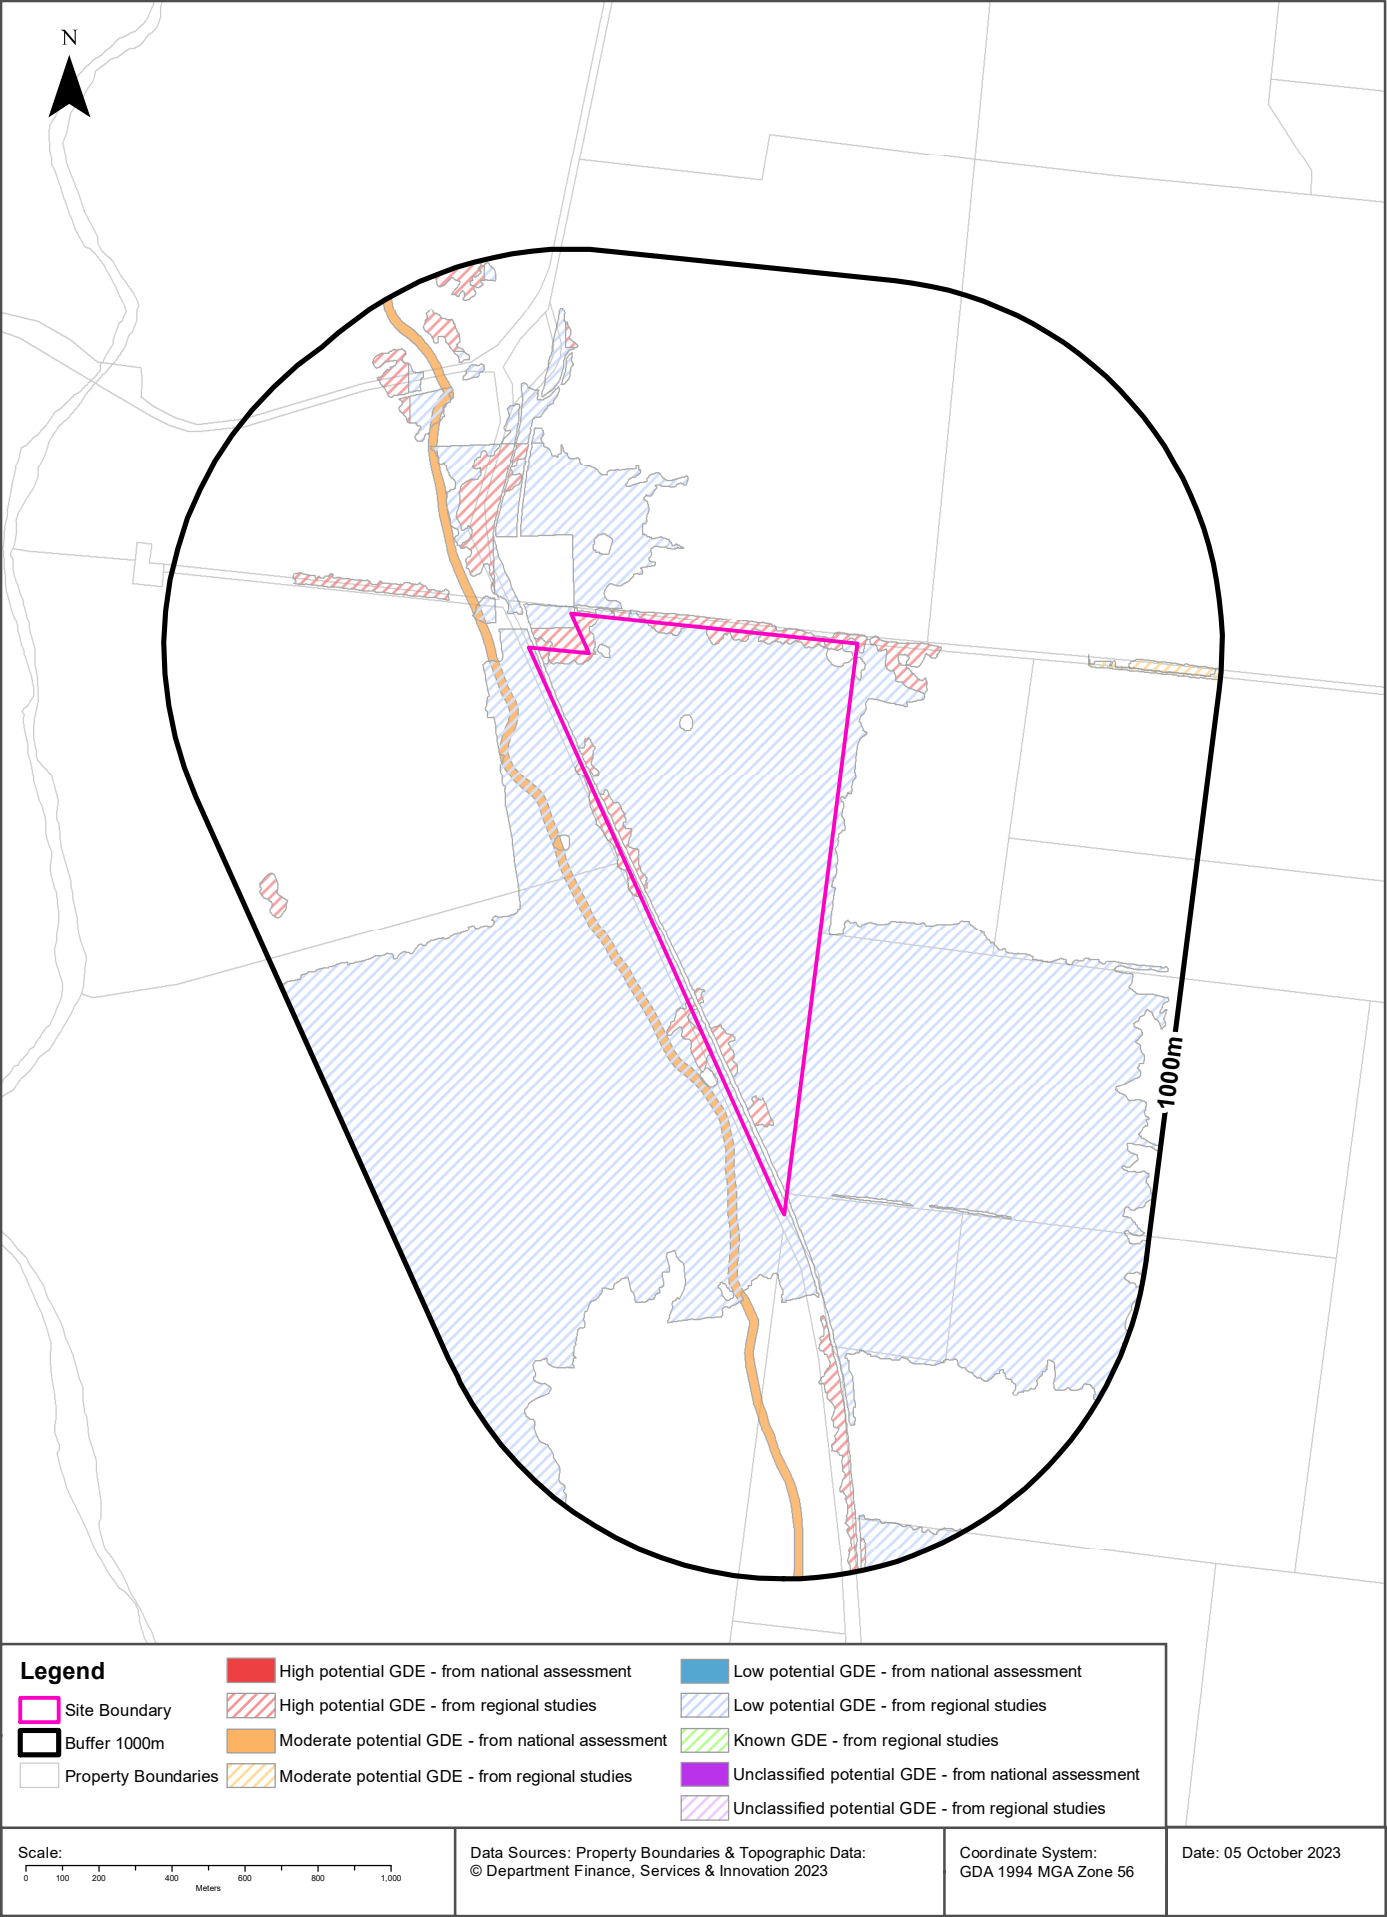 N
1000m
Legend
Site Boundary
Buffer 1000m
Property Boundaries
High potential GDE - from national assessment
High potential GDE - from regional studies
Moderate potential GDE - from national assessment
Moderate potential GDE - from regional studies
Low potential GDE - from national assessment
Low potential GDE - from regional studies
Known GDE - from regional studies
Unclassified potential GDE - from national assessment
Unclassified potential GDE - from regional studies
Scale:
0 100 200 400 600 800 1,000
Meters
Data Sources: Property Boundaries & Topographic Data:
© Department Finance, Services & Innovation 2023
Coordinate System:
GDA 1994 MGA Zone 56
Date: 05 October 2023